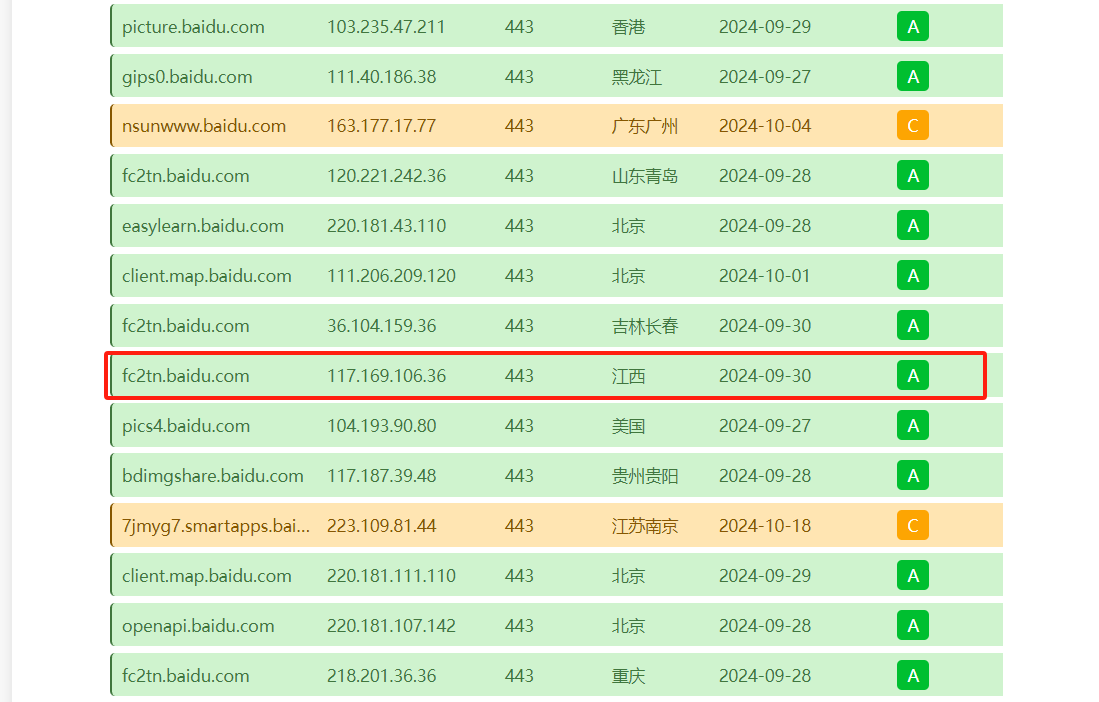 picture.baidu.com 103.235.47.211 443 香港 2024-09-29 A
gips0.baidu.com 111.40.186.38 443 黑龙江 2024-09-27 A
nsunwww.baidu.com 163.177.17.77 443 广东广州 2024-10-04 C
fc2tn.baidu.com 120.221.242.36 443 山东青岛 2024-09-28 A
easylearn.baidu.com 220.181.43.110 443 北京 2024-09-28 A
client.map.baidu.com 111.206.209.120 443 北京 2024-10-01 A
fc2tn.baidu.com 36.104.159.36 443 吉林长春 2024-09-30 A
fc2tn.baidu.com 117.169.106.36 443 江西 2024-09-30 A
pics4.baidu.com 104.193.90.80 443 美国 2024-09-27 A
bdimgshare.baidu.com 117.187.39.48 443 贵州贵阳 2024-09-28 A
7jmyg7.smartapps.bai... 223.109.81.44 443 江苏南京 2024-10-18 C
client.map.baidu.com 220.181.111.110 443 北京 2024-09-29 A
openapi.baidu.com 220.181.107.142 443 北京 2024-09-28 A
fc2tn.baidu.com 218.201.36.36 443 重庆 2024-09-28 A